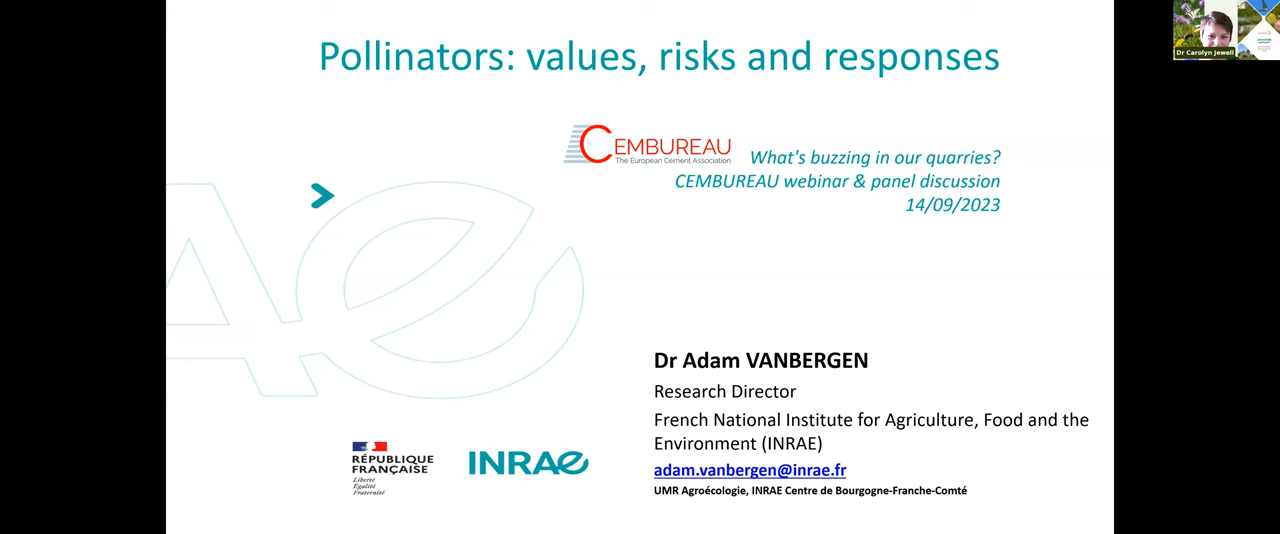 Pollinators: values, risks and responses
Dr Carolyn Jewell
CEMBUREAU
The European Cement Association
What's buzzing in our quarries?
CEMBUREAU webinar & panel discussion
14/09/2023
Dr Adam VANBERGEN
Research Director
French National Institute for Agriculture, Food and the
Environment (INRAE)
adam.vanbergen@inrae.fr
UMR Agroécologie, INRAE Centre de Bourgogne-Franche-Comté
RÉPUBLIQUE
FRANÇAISE
Liberté
Égalité
Fraternité
INRAE